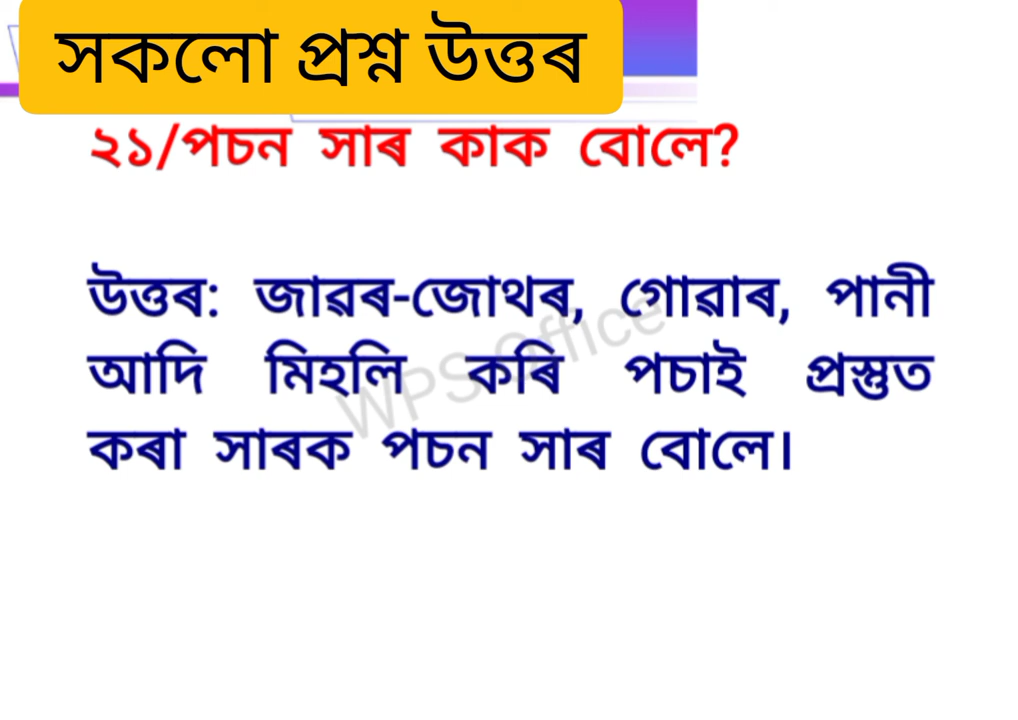 সকলো প্ৰশ্ন উত্তৰ
২১/পচন সাৰ কাক বোলে?
উত্তৰ: জাৱৰ-জোথৰ, গোৱাৰ, পানী
আদি মিহলি কৰি পচাই প্ৰস্তুত
কৰা সাৰক পচন সাৰ বোলে।
WPS Office